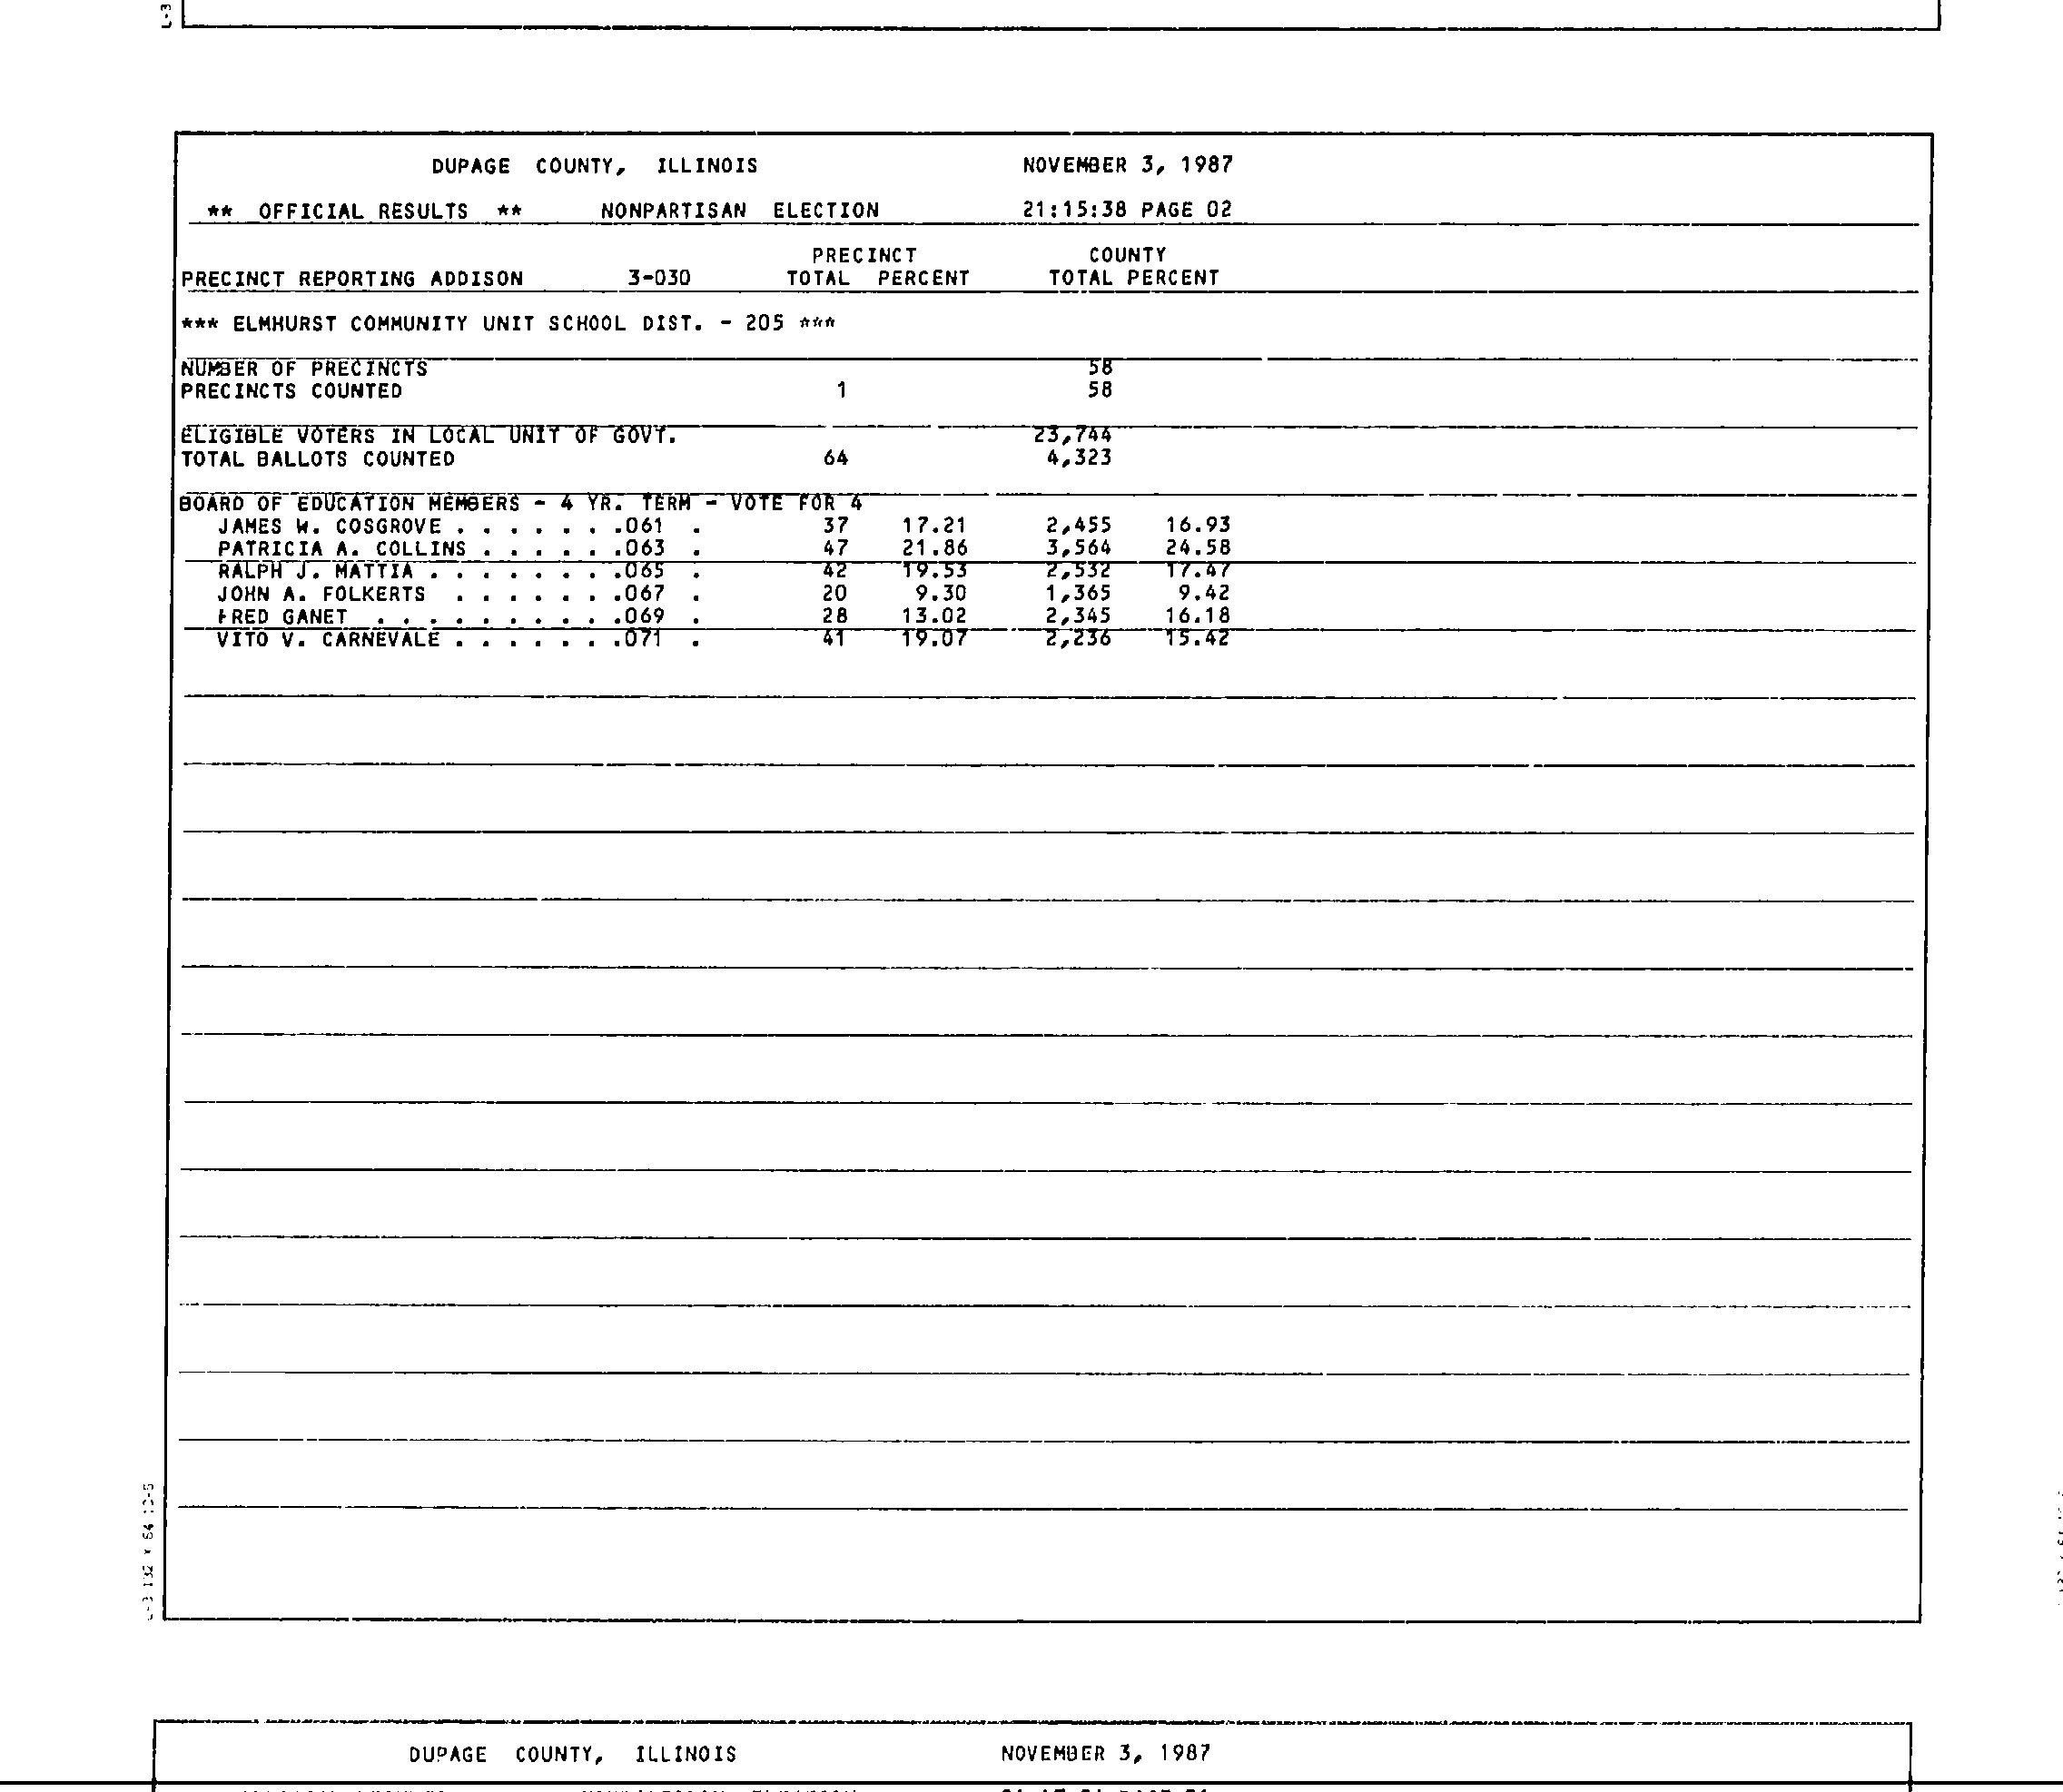 L-3
DUPAGE COUNTY, ILLINOIS NOVEMBER 3, 1987
** OFFICIAL RESULTS ** NONPARTISAN ELECTION 21:15:38 PAGE 02
PRECINCT COUNTY
PRECINCT REPORTING ADDISON 3-030 TOTAL PERCENT TOTAL PERCENT
*** ELMHURST COMMUNITY UNIT SCHOOL DIST. - 205 ***
NUMBER OF PRECINCTS 58
PRECINCTS COUNTED 1 58
ELIGIBLE VOTERS IN LOCAL UNIT OF GOVT. 23,744
TOTAL BALLOTS COUNTED 64 4,323
BOARD OF EDUCATION MEMBERS - 4 YR. TERM - VOTE FOR 4
JAMES W. COSGROVE . . . . . . .061 . 37 17.21 2,455 16.93
PATRICIA A. COLLINS . . . . . .063 . 47 21.86 3,564 24.58
RALPH J. MATTIA . . . . . . . .065 . 42 19.53 2,532 17.47
JOHN A. FOLKERTS . . . . . . .067 . 20 9.30 1,365 9.42
FRED GANET . . . . . . . . . .069 . 28 13.02 2,345 16.18
VITO V. CARNEVALE . . . . . . .071 . 41 19.07 2,236 15.42
DUPAGE COUNTY, ILLINOIS NOVEMBER 3, 1987